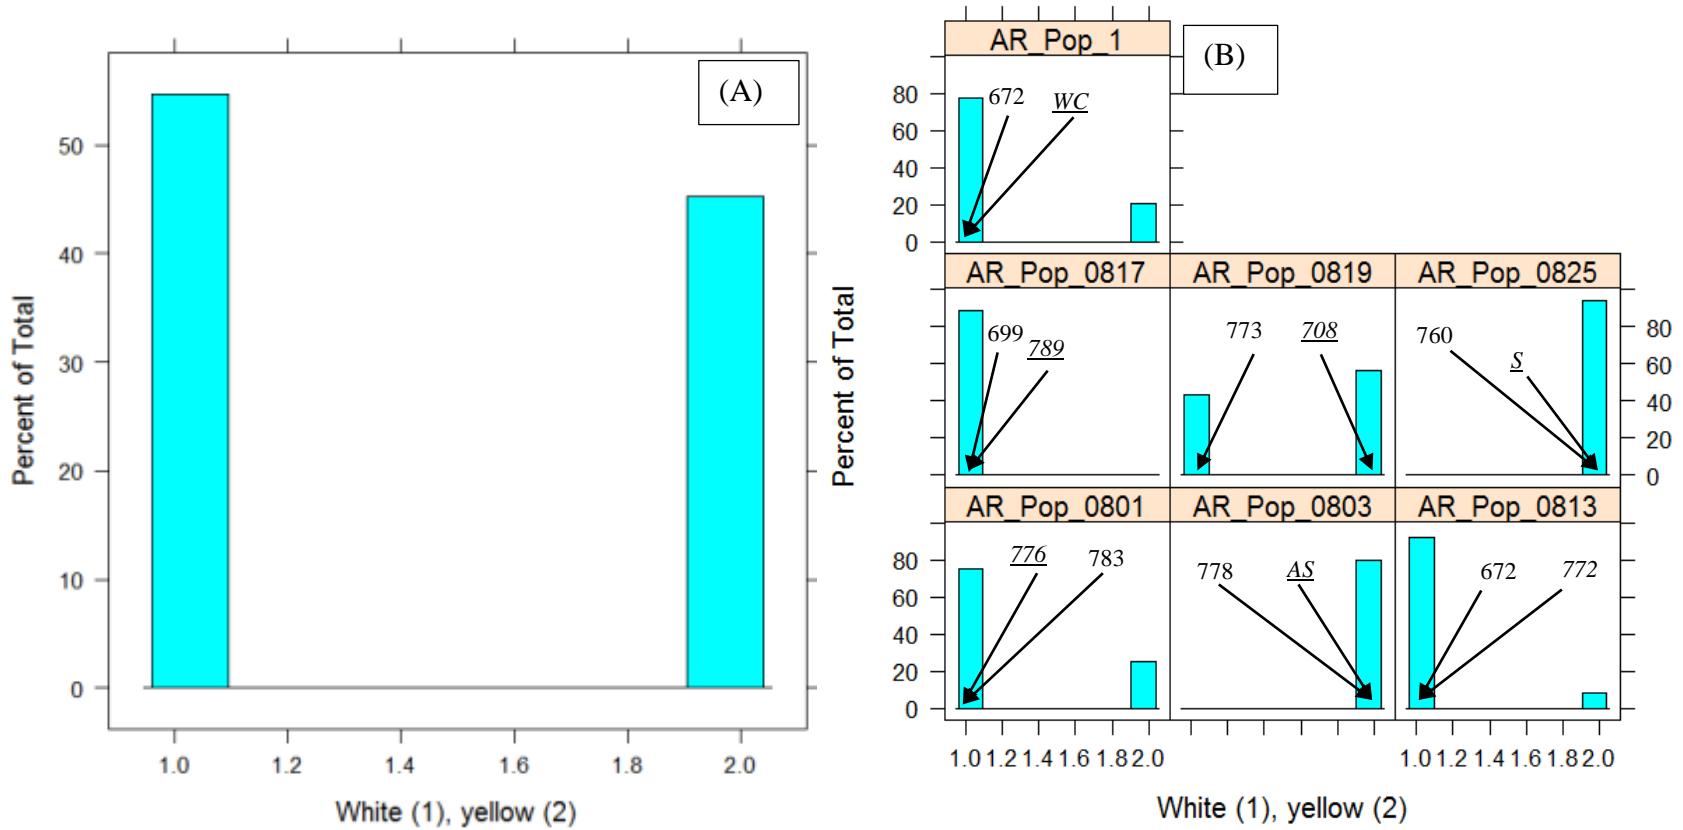 (A)
Percent of Total
50
40
30
20
10
0
1.0 1.2 1.4 1.6 1.8 2.0
White (1), yellow (2)
(B)
Percent of Total
AR_Pop_1
80
60
40
20
0
672 WC
AR_Pop_0817 AR_Pop_0819 AR_Pop_0825
699 789
773 708
760 S
80
60
40
20
0
AR_Pop_0801 AR_Pop_0803 AR_Pop_0813
80
60
40
20
0
776 783
778 AS
672 772
1.0 1.2 1.4 1.6 1.8 2.0
1.0 1.2 1.4 1.6 1.8 2.0
White (1), yellow (2)